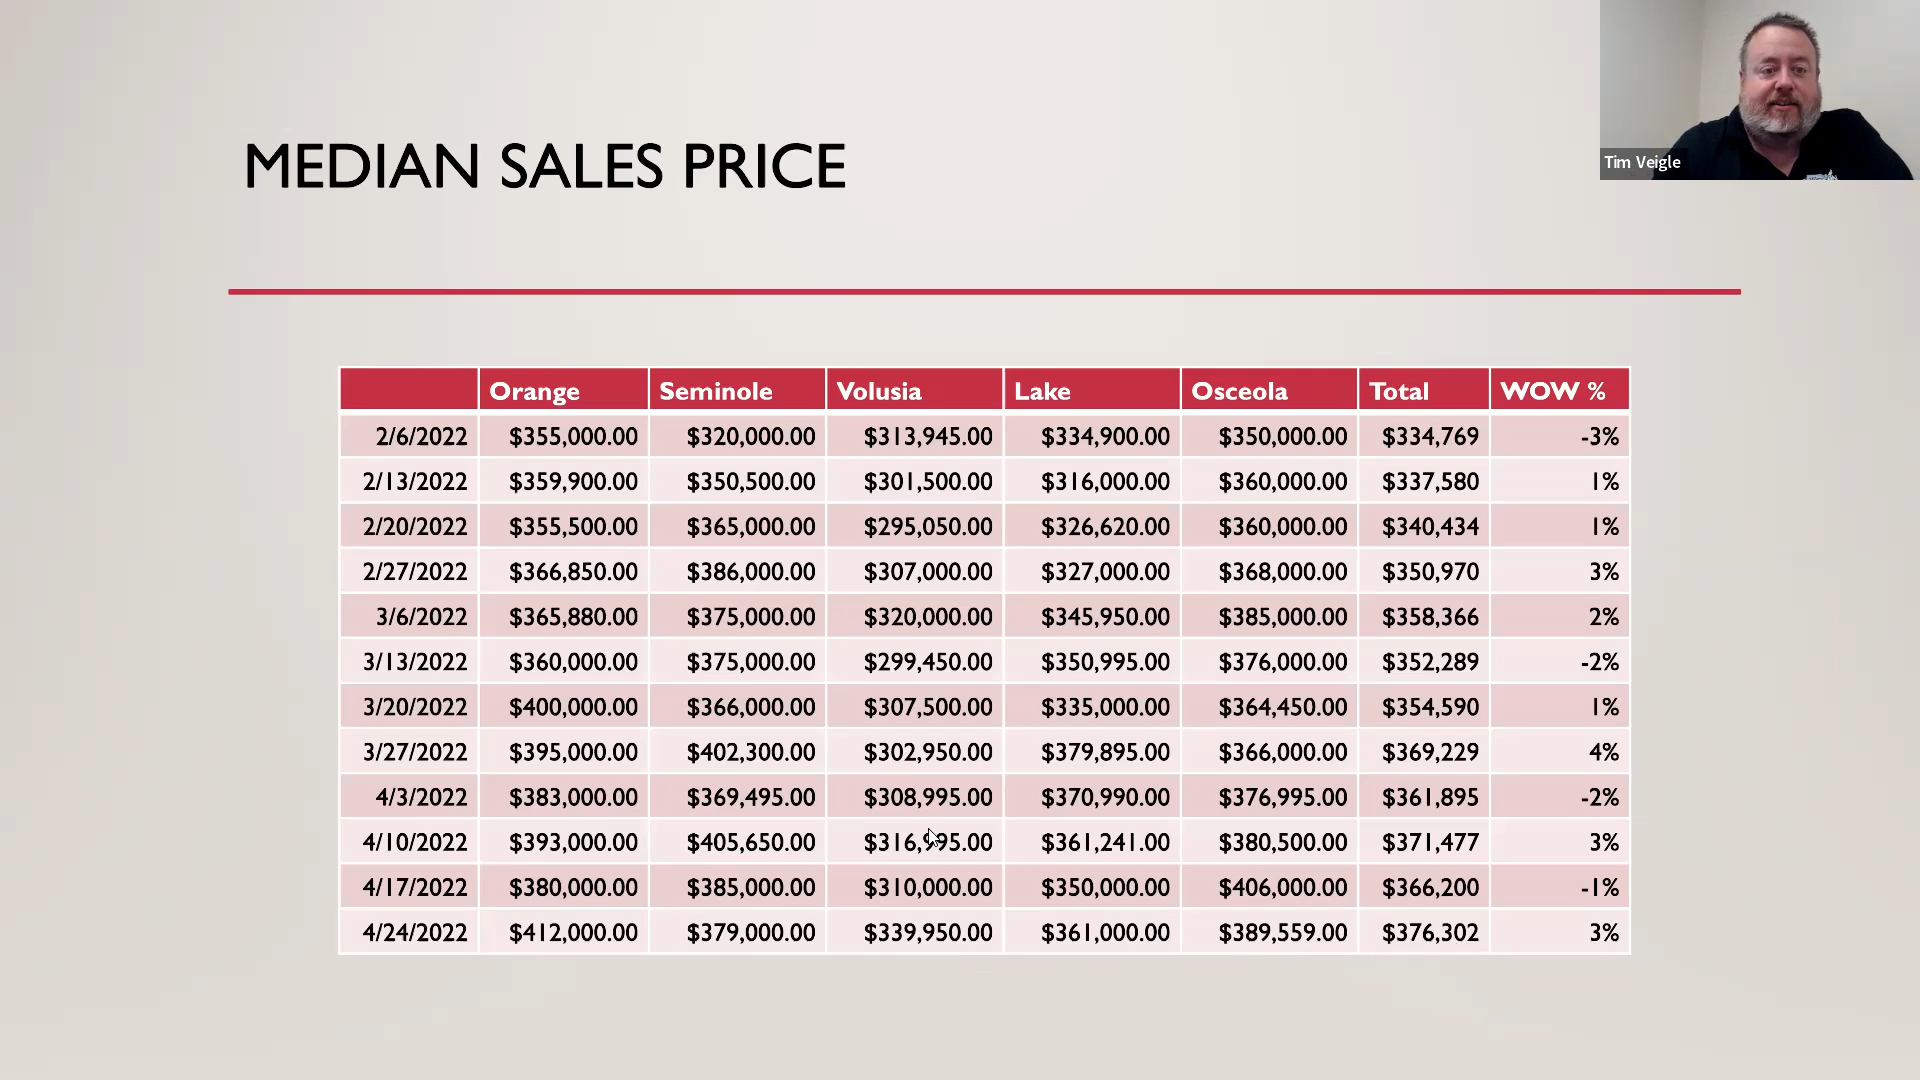 MEDIAN SALES PRICE
Tim Veigle
Orange Seminole Volusia Lake Osceola Total WOW %
2/6/2022 $355,000.00 $320,000.00 $313,945.00 $334,900.00 $350,000.00 $334,769 -3%
2/13/2022 $359,900.00 $350,500.00 $301,500.00 $316,000.00 $360,000.00 $337,580 1%
2/20/2022 $355,500.00 $365,000.00 $295,050.00 $326,620.00 $360,000.00 $340,434 1%
2/27/2022 $366,850.00 $386,000.00 $307,000.00 $327,000.00 $368,000.00 $350,970 3%
3/6/2022 $365,880.00 $375,000.00 $320,000.00 $345,950.00 $385,000.00 $358,366 2%
3/13/2022 $360,000.00 $375,000.00 $299,450.00 $350,995.00 $376,000.00 $352,289 -2%
3/20/2022 $400,000.00 $366,000.00 $307,500.00 $335,000.00 $364,450.00 $354,590 1%
3/27/2022 $395,000.00 $402,300.00 $302,950.00 $379,895.00 $366,000.00 $369,229 4%
4/3/2022 $383,000.00 $369,495.00 $308,995.00 $370,990.00 $376,995.00 $361,895 -2%
4/10/2022 $393,000.00 $405,650.00 $316,995.00 $361,241.00 $380,500.00 $371,477 3%
4/17/2022 $380,000.00 $385,000.00 $310,000.00 $350,000.00 $406,000.00 $366,200 -1%
4/24/2022 $412,000.00 $379,000.00 $339,950.00 $361,000.00 $389,559.00 $376,302 3%